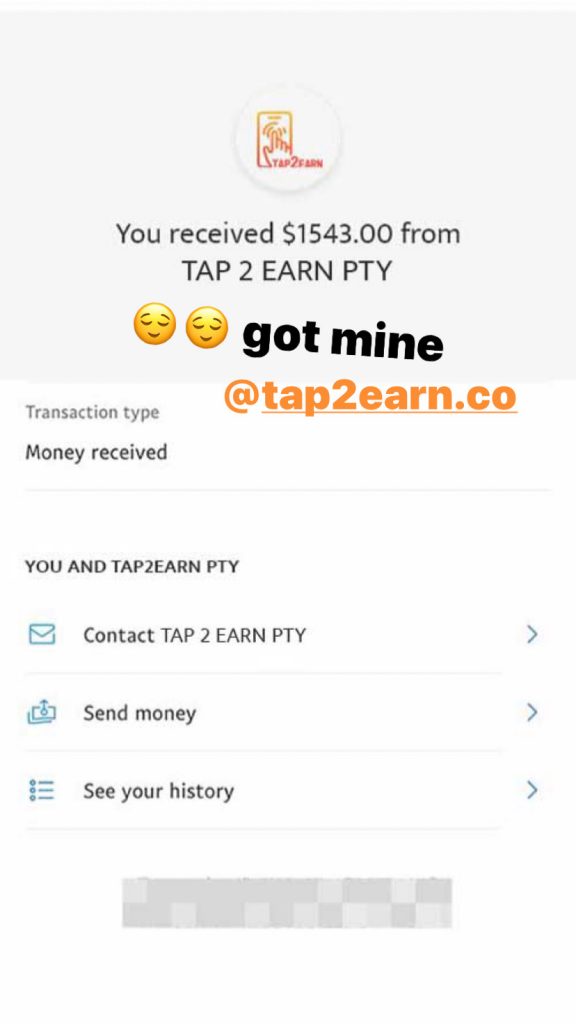 TAP2EARN
You received $1543.00 from
TAP 2 EARN PTY
😌😌 got mine
@tap2earn.co
Transaction type
Money received
YOU AND TAP2EARN PTY
Contact TAP 2 EARN PTY
Send money
See your history